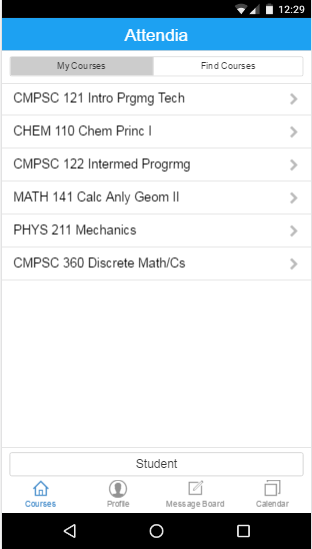 12:29
Attendia
My Courses Find Courses
CMPSC 121 Intro Prgmg Tech
CHEM 110 Chem Princ I
CMPSC 122 Intermed Progrmg
MATH 141 Calc Anly Geom II
PHYS 211 Mechanics
CMPSC 360 Discrete Math/Cs
Student
Courses Profile Message Board Calendar